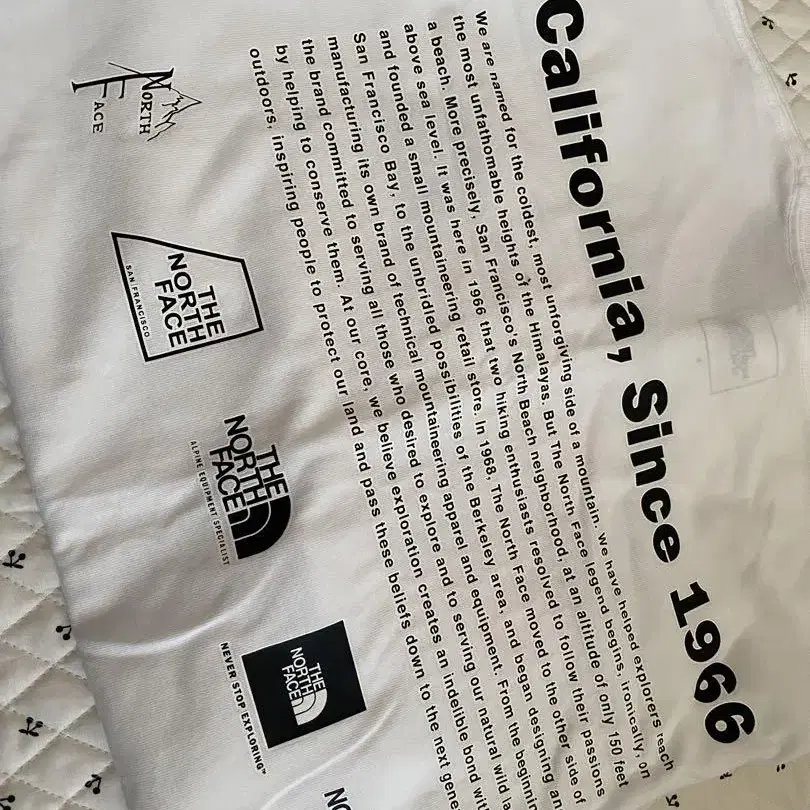 California, Since 1966
We are named for the coldest, most unforgiving side of a mountain. We have helped explorers reach
the most unfathomable heights of the Himalayas. But The North Face legend begins, ironically, on
a beach. More precisely, San Francisco's North Beach neighborhood, at an altitude of only 150 feet
above sea level. It was here in 1966 that two hiking enthusiasts resolved to follow their passions
and founded a small mountaineering retail store. In 1968, The North Face moved to the other side of
San Francisco Bay, to the unbridled possibilities of the Berkeley area, and began designing an
manufacturing its own brand of technical mountaineering apparel and equipment. From the beginni
the brand committed to serving all those who desired to explore and to serving our natural wild l
by helping to conserve them. At our core, we believe exploration creates an indelible bond wit
outdoors, inspiring people to protect our land and pass these beliefs down to the next gene
NORTH
FACE
THE
NORTH
FACE
SAN FRANCISCO
THE
NORTH
FACE
ALPINE EQUIPMENT SPECIALIST
THE
NORTH
FACE
NEVER STOP EXPLORING™
NO